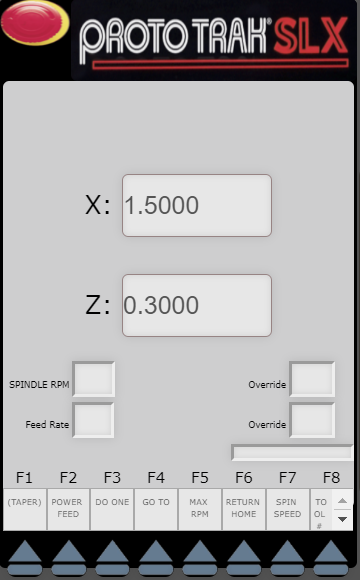 PROTO TRAK® SLX
X: 1.5000
Z: 0.3000
SPINDLE RPM Override
Feed Rate Override
F1 F2 F3 F4 F5 F6 F7 F8
(TAPER) POWER FEED DO ONE GO TO MAX RPM RETURN HOME SPIN SPEED TO OL #